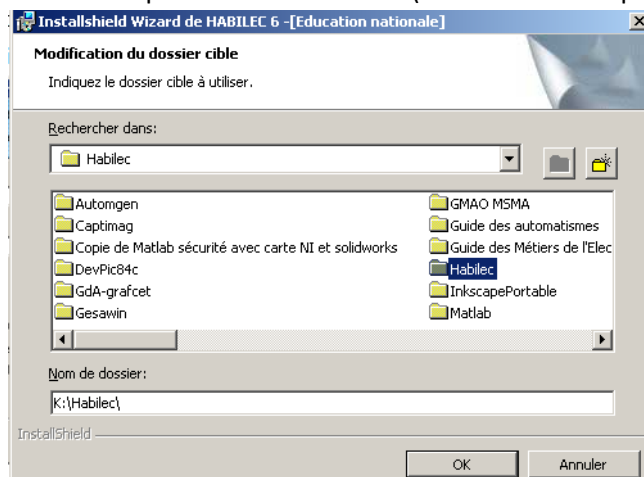 Installshield Wizard de HABILEC 6 -[Education nationale]
Modification du dossier cible
Indiquez le dossier cible à utiliser.
Rechercher dans:
Habilec
Automgen
Captimag
Copie de Matlab sécurité avec carte NI et solidworks
DevPic84c
GdA-grafcet
Gesawin
GMAO MSMA
Guide des automatismes
Guide des Métiers de l'Elec
Habilec
InkscapePortable
Matlab
Nom de dossier:
K:\Habilec\
InstallShield
OK
Annuler